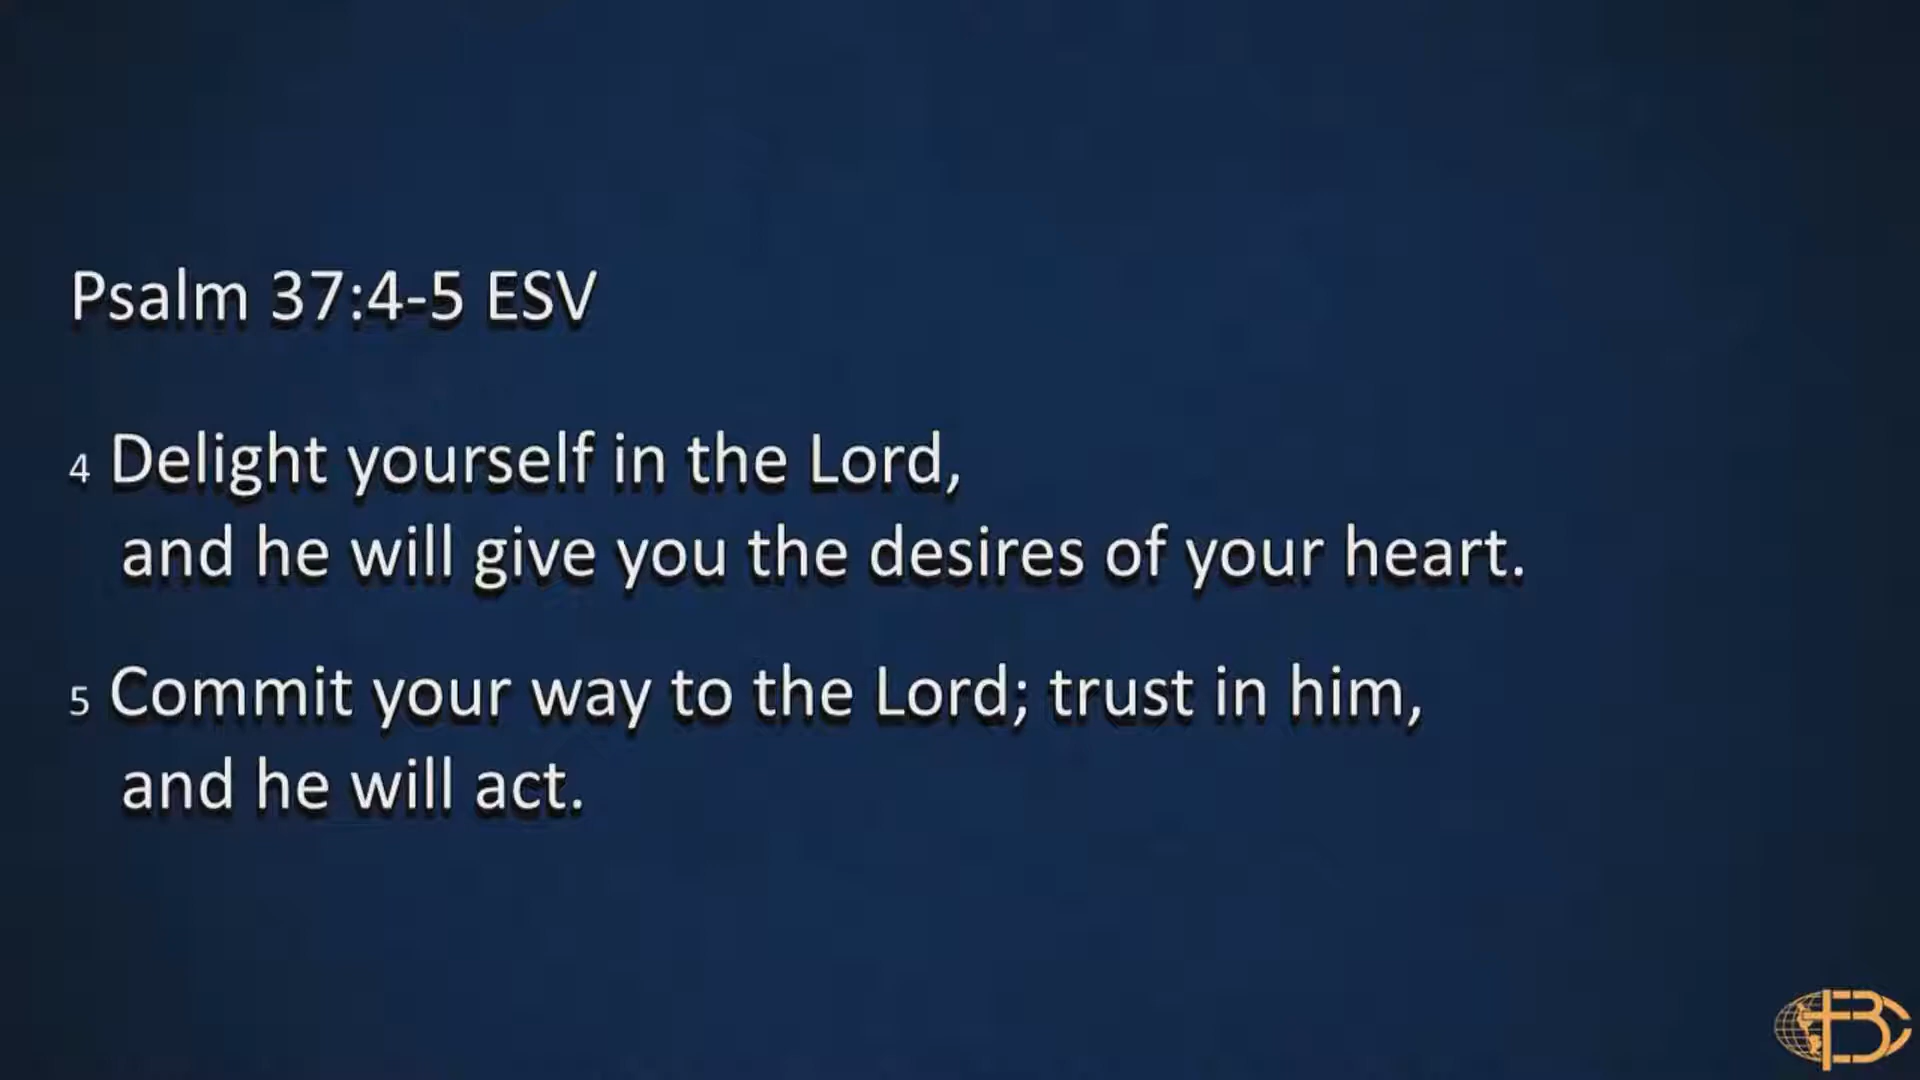 Psalm 37:4-5 ESV
4 Delight yourself in the Lord,
and he will give you the desires of your heart.
5 Commit your way to the Lord; trust in him,
and he will act.
FBC